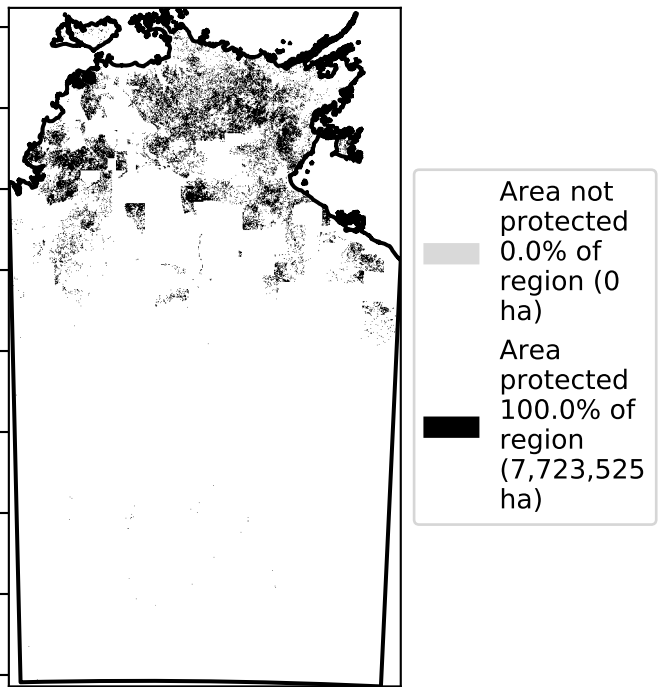 Area not
protected
0.0% of
region (0
ha)
Area
protected
100.0% of
region
(7,723,525
ha)